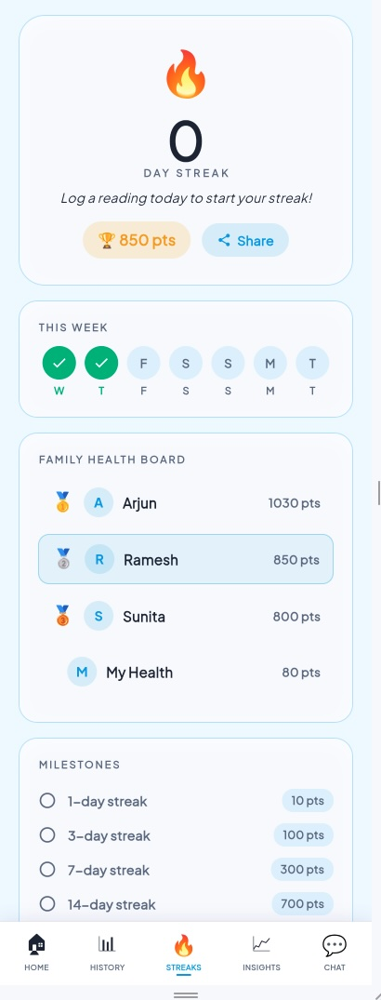 0
DAY STREAK
Log a reading today to start your streak!
850 pts Share
THIS WEEK
F S S M T
W T F S S M T
FAMILY HEALTH BOARD
A Arjun 1030 pts
R Ramesh 850 pts
S Sunita 800 pts
M My Health 80 pts
MILESTONES
1-day streak 10 pts
3-day streak 100 pts
7-day streak 300 pts
14-day streak 700 pts
HOME HISTORY STREAKS INSIGHTS CHAT